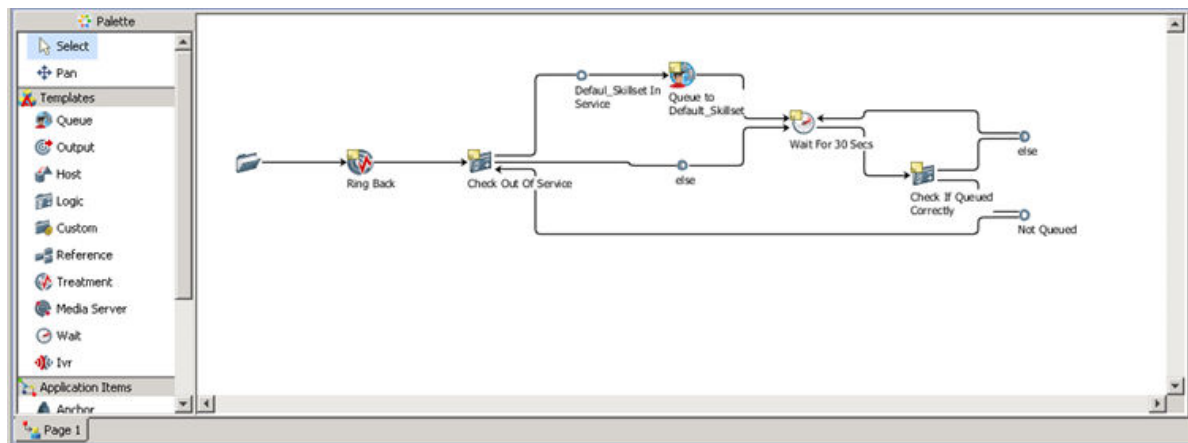 Palette
Select
Pan
Templates
Queue
Output
Host
Logic
Custom
Reference
Treatment
Media Server
Wait
Ivr
Application Items
Anchor
Page 1
Ring Back
Check Out Of Service
Defaul_Skillset In
Service
Queue to
Default_Skillset
else
Wait For 30 Secs
Check If Queued
Correctly
else
Not Queued